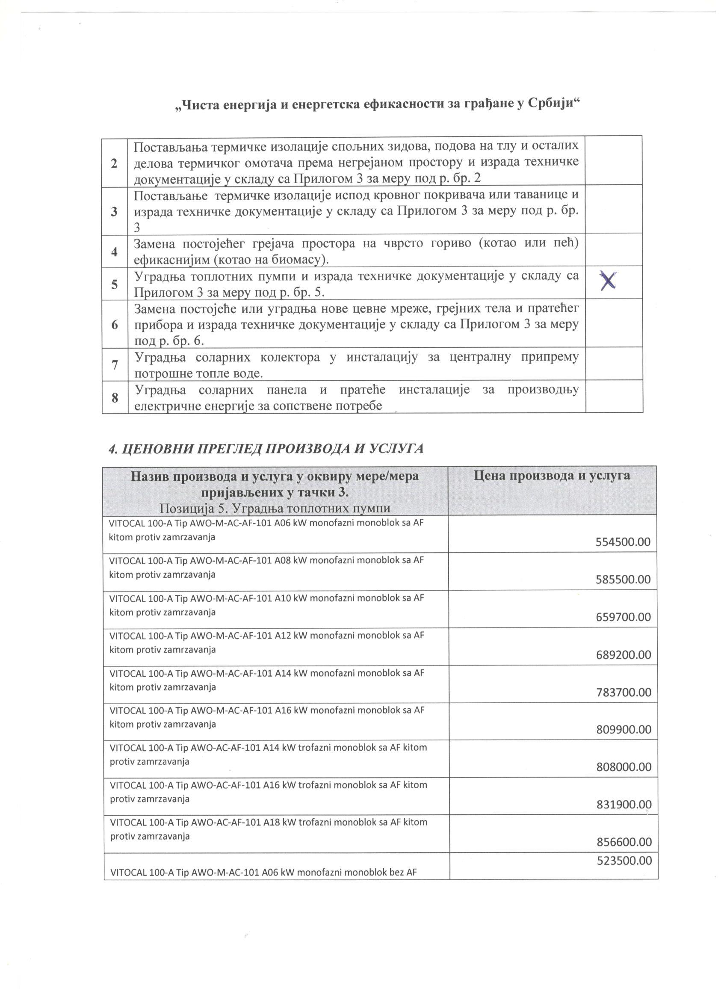 „Чиста енергија и енергетска ефикасности за грађане у Србији“
2
Постављања термичке изолације спољних зидова, подова на тлу и осталих
делова термичког омотача према негрејаном простору и израда техничке
документације у складу са Прилогом 3 за меру под р. бр. 2
3
Постављање термичке изолације испод кровног покривача или таванице и
израда техничке документације у складу са Прилогом 3 за меру под р. бр.
3
4
Замена постојећег грејача простора на чврсто гориво (котао или пећ)
ефикаснијим (котао на биомасу).
5
Уградња топлотних пумпи и израда техничке документације у складу са
Прилогом 3 за меру под р. бр. 5.
X
6
Замена постојеће или уградња нове цевне мреже, грејних тела и пратећег
прибора и израда техничке документације у складу са Прилогом 3 за меру
под р. бр. 6.
7
Уградња соларних колектора у инсталацију за централну припрему
потрошне топле воде.
8
Уградња соларних панела и пратеће инсталације за производњу
електричне енергије за сопствене потребе
4. ЦЕНОВНИ ПРЕГЛЕД ПРОИЗВОДА И УСЛУГА
Назив производа и услуга у оквиру мере/мера
пријављених у тачки 3.
Позиција 5. Уградња топлотних пумпи
Цена производа и услуга
VITOCAL 100-A Tip AWO-M-AC-AF-101 A06 kW monofazni monoblok sa AF
kitom protiv zamrzavanja
554500.00
VITOCAL 100-A Tip AWO-M-AC-AF-101 A08 kW monofazni monoblok sa AF
kitom protiv zamrzavanja
585500.00
VITOCAL 100-A Tip AWO-M-AC-AF-101 A10 kW monofazni monoblok sa AF
kitom protiv zamrzavanja
659700.00
VITOCAL 100-A Tip AWO-M-AC-AF-101 A12 kW monofazni monoblok sa AF
kitom protiv zamrzavanja
689200.00
VITOCAL 100-A Tip AWO-M-AC-AF-101 A14 kW monofazni monoblok sa AF
kitom protiv zamrzavanja
783700.00
VITOCAL 100-A Tip AWO-M-AC-AF-101 A16 kW monofazni monoblok sa AF
kitom protiv zamrzavanja
809900.00
VITOCAL 100-A Tip AWO-AC-AF-101 A14 kW trofazni monoblok sa AF kitom
protiv zamrzavanja
808000.00
VITOCAL 100-A Tip AWO-AC-AF-101 A16 kW trofazni monoblok sa AF kitom
protiv zamrzavanja
831900.00
VITOCAL 100-A Tip AWO-AC-AF-101 A18 kW trofazni monoblok sa AF kitom
protiv zamrzavanja
856600.00
523500.00
VITOCAL 100-A Tip AWO-M-AC-101 A06 kW monofazni monoblok bez AF